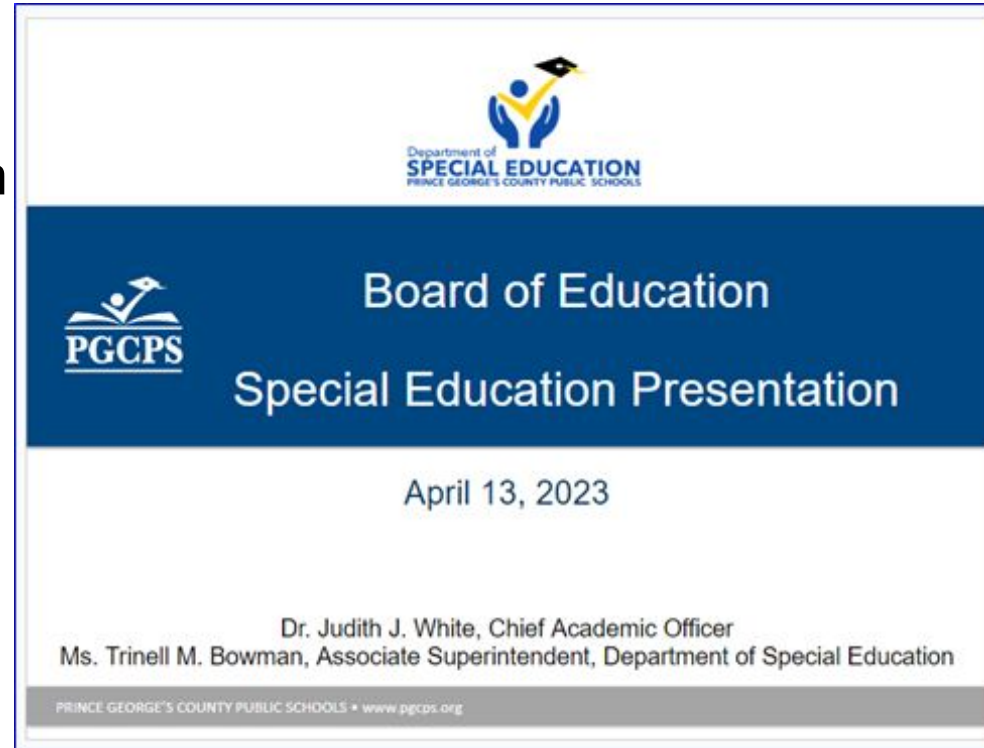 Department of
SPECIAL EDUCATION
PRINCE GEORGE'S COUNTY PUBLIC SCHOOLS
PGCPS
Board of Education
Special Education Presentation
April 13, 2023
Dr. Judith J. White, Chief Academic Officer
Ms. Trinell M. Bowman, Associate Superintendent, Department of Special Education
PRINCE GEORGE'S COUNTY PUBLIC SCHOOLS • www.pgcps.org